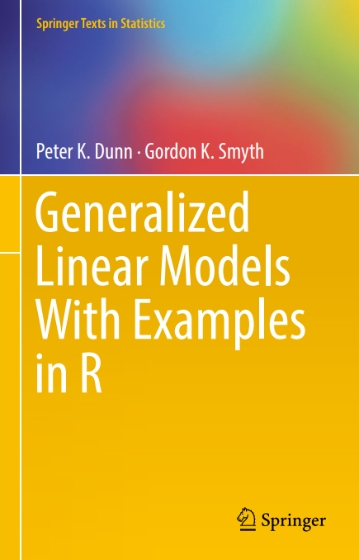 Springer Texts in Statistics
Peter K. Dunn · Gordon K. Smyth
Generalized
Linear Models
With Examples
in R
Springer